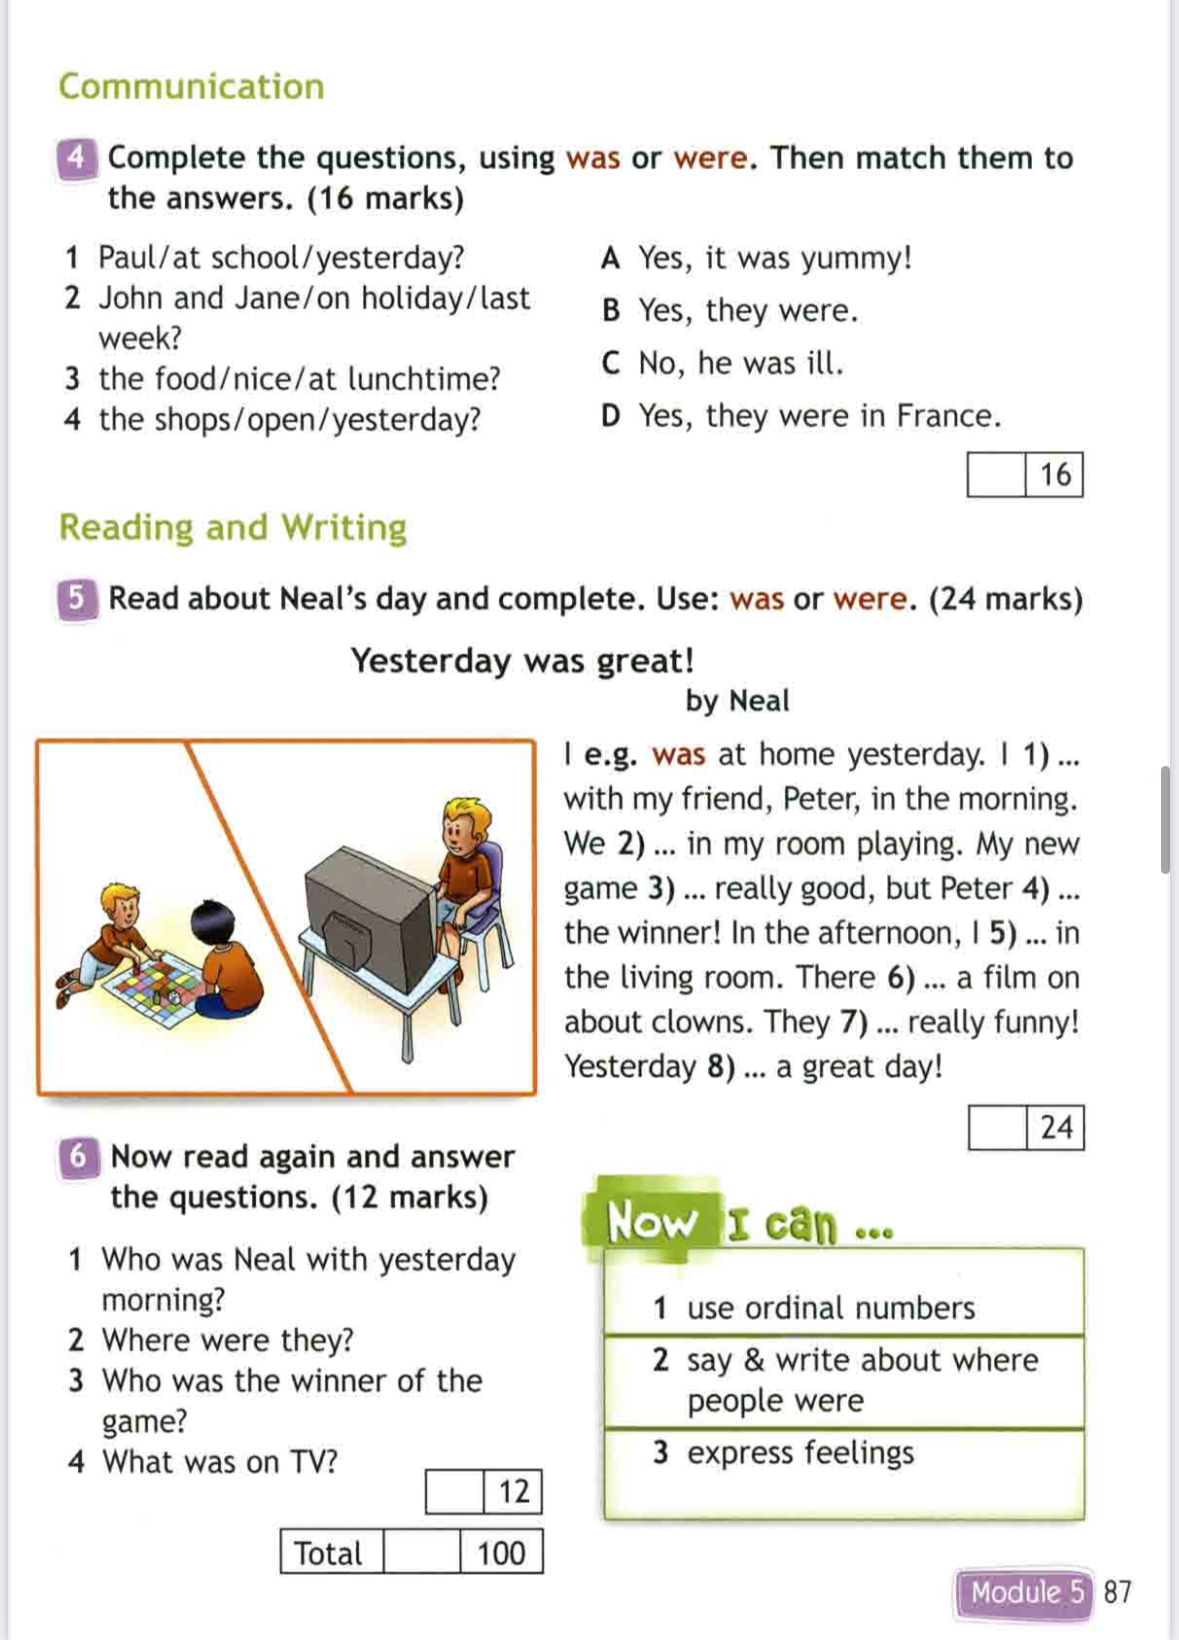 Communication
4 Complete the questions, using was or were. Then match them to
the answers. (16 marks)
1 Paul/at school/yesterday?
2 John and Jane/on holiday/last
week?
3 the food/nice/at lunchtime?
4 the shops/open/yesterday?
A Yes, it was yummy!
B Yes, they were.
C No, he was ill.
D Yes, they were in France.
16
Reading and Writing
5 Read about Neal's day and complete. Use: was or were. (24 marks)
Yesterday was great!
by Neal
I e.g. was at home yesterday. I 1) ...
with my friend, Peter, in the morning.
We 2) ... in my room playing. My new
game 3) ... really good, but Peter 4) ...
the winner! In the afternoon, I 5) ... in
the living room. There 6) ... a film on
about clowns. They 7) ... really funny!
Yesterday 8) ... a great day!
24
6 Now read again and answer
the questions. (12 marks)
1 Who was Neal with yesterday
morning?
2 Where were they?
3 Who was the winner of the
game?
4 What was on TV?
12
Total 100
Now I can ...
1 use ordinal numbers
2 say & write about where
people were
3 express feelings
Module 5 87